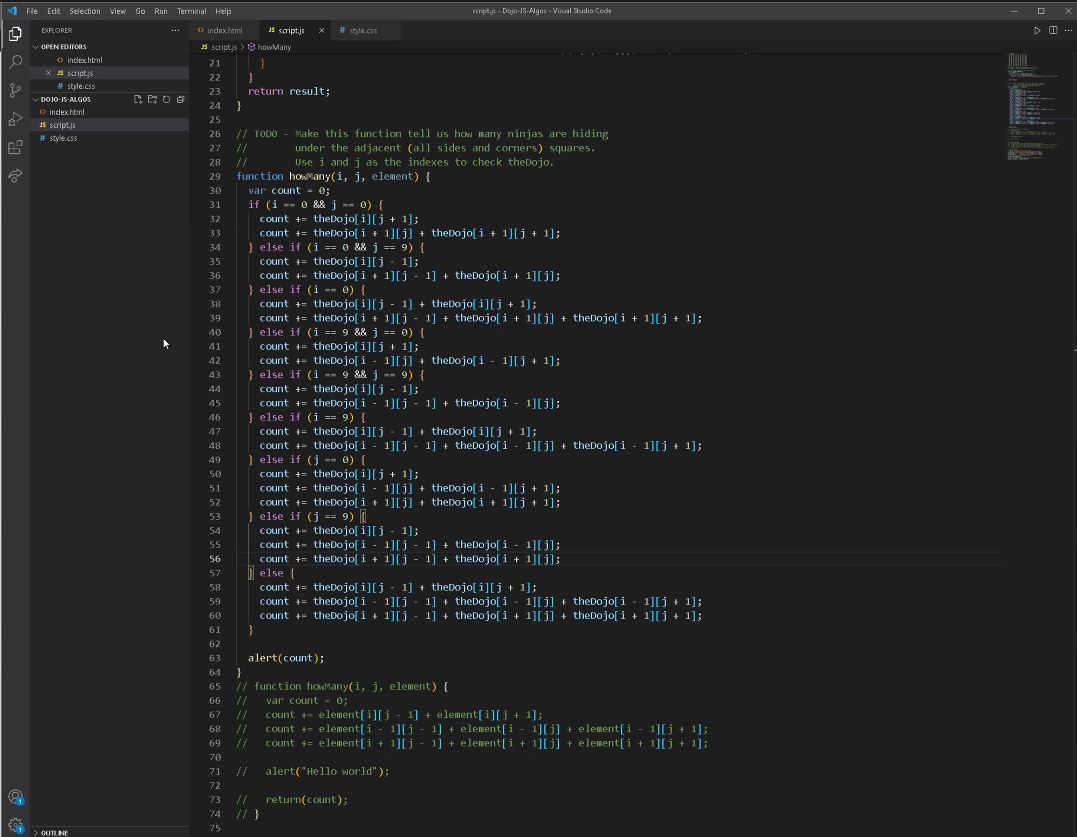 File Edit Selection View Go Run Terminal Help
script.js - Dojo-JS-Algos - Visual Studio Code
EXPLORER
OPEN EDITORS
index.html
JS script.js
# style.css
DOJO-JS-ALGOS
index.html
JS script.js
# style.css
OUTLINE
index.html JS script.js # style.css
JS script.js > howMany
21 }
22 }
23 return result;
24 }
25
26 // TODO - Make this function tell us how many ninjas are hiding
27 // under the adjacent (all sides and corners) squares.
28 // Use i and j as the indexes to check theDojo.
29 function howMany(i, j, element) {
30 var count = 0;
31 if (i == 0 && j == 0) {
32 count += theDojo[i][j + 1];
33 count += theDojo[i + 1][j] + theDojo[i + 1][j + 1];
34 } else if (i == 0 && j == 9) {
35 count += theDojo[i][j - 1];
36 count += theDojo[i + 1][j - 1] + theDojo[i + 1][j];
37 } else if (i == 0) {
38 count += theDojo[i][j - 1] + theDojo[i][j + 1];
39 count += theDojo[i + 1][j - 1] + theDojo[i + 1][j] + theDojo[i + 1][j + 1];
40 } else if (i == 9 && j == 0) {
41 count += theDojo[i][j + 1];
42 count += theDojo[i - 1][j] + theDojo[i - 1][j + 1];
43 } else if (i == 9 && j == 9) {
44 count += theDojo[i][j - 1];
45 count += theDojo[i - 1][j - 1] + theDojo[i - 1][j];
46 } else if (i == 9) {
47 count += theDojo[i][j - 1] + theDojo[i][j + 1];
48 count += theDojo[i - 1][j - 1] + theDojo[i - 1][j] + theDojo[i - 1][j + 1];
49 } else if (j == 0) {
50 count += theDojo[i][j + 1];
51 count += theDojo[i - 1][j] + theDojo[i - 1][j + 1];
52 count += theDojo[i + 1][j] + theDojo[i + 1][j + 1];
53 } else if (j == 9) {
54 count += theDojo[i][j - 1];
55 count += theDojo[i - 1][j - 1] + theDojo[i - 1][j];
56 count += theDojo[i + 1][j - 1] + theDojo[i + 1][j];
57 } else {
58 count += theDojo[i][j - 1] + theDojo[i][j + 1];
59 count += theDojo[i - 1][j - 1] + theDojo[i - 1][j] + theDojo[i - 1][j + 1];
60 count += theDojo[i + 1][j - 1] + theDojo[i + 1][j] + theDojo[i + 1][j + 1];
61 }
62
63 alert(count);
64 }
65 // function howMany(i, j, element) {
66 // var count = 0;
67 // count += element[i][j - 1] + element[i][j + 1];
68 // count += element[i - 1][j - 1] + element[i - 1][j] + element[i - 1][j + 1];
69 // count += element[i + 1][j - 1] + element[i + 1][j] + element[i + 1][j + 1];
70
71 // alert("Hello world");
72
73 // return(count);
74 // }
75